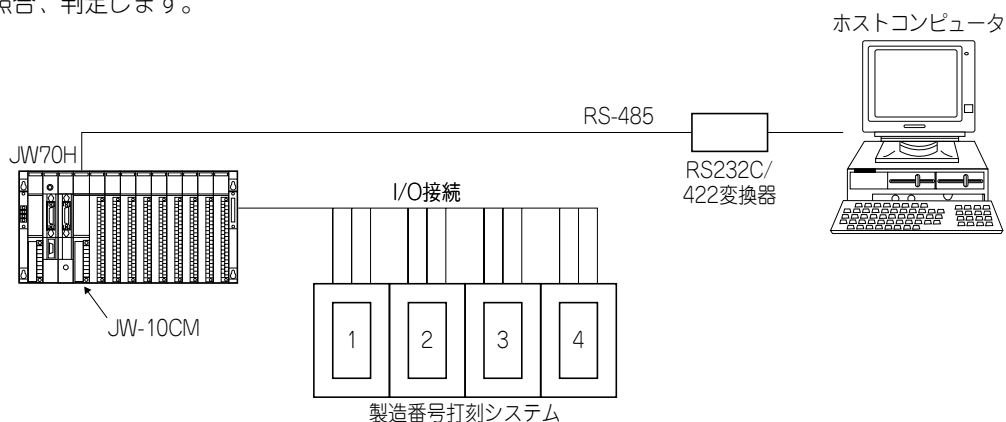 照合、判定します。
ホストコンピュータ
RS-485
JW70H
RS232C/
422変換器
I/O接続
JW-10CM
1
2
3
4
製造番号打刻システム